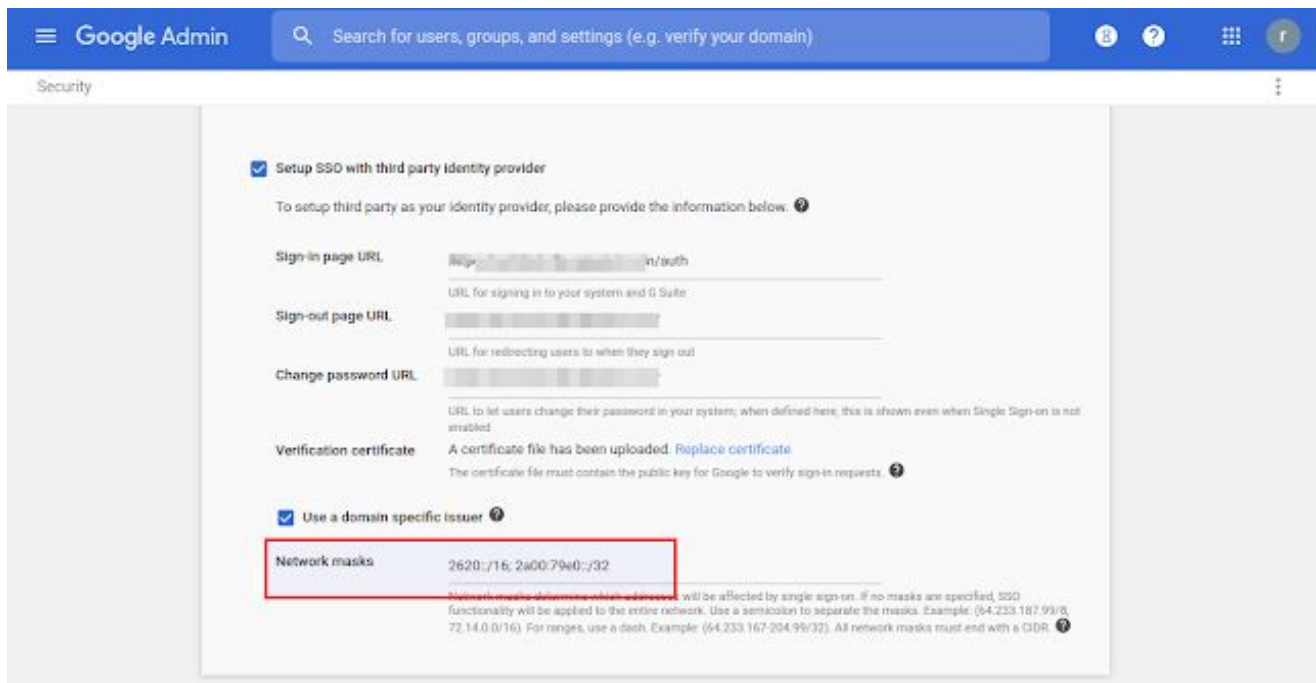 Google Admin
Search for users, groups, and settings (e.g. verify your domain)
8
?
r
Security
Setup SSO with third party identity provider
To setup third party as your identity provider, please provide the information below. ?
Sign-in page URL
n/auth
URL for signing in to your system and G Suite
Sign-out page URL
URL for redirecting users to when they sign out
Change password URL
URL to let users change their password in your system; when defined here, this is shown even when Single Sign-on is not
enabled
Verification certificate
A certificate file has been uploaded. Replace certificate
The certificate file must contain the public key for Google to verify sign-in requests. ?
Use a domain specific issuer ?
Network masks
2620::/16; 2a00:79e0::/32
Network masks determine which addresses will be affected by single sign-on. If no masks are specified, SSO
functionality will be applied to the entire network. Use a semicolon to separate the masks. Example: (64.233.187.99/8,
72.14.0.0/16). For ranges, use a dash. Example: (64.233.167-204.99/32). All network masks must end with a CIDR. ?